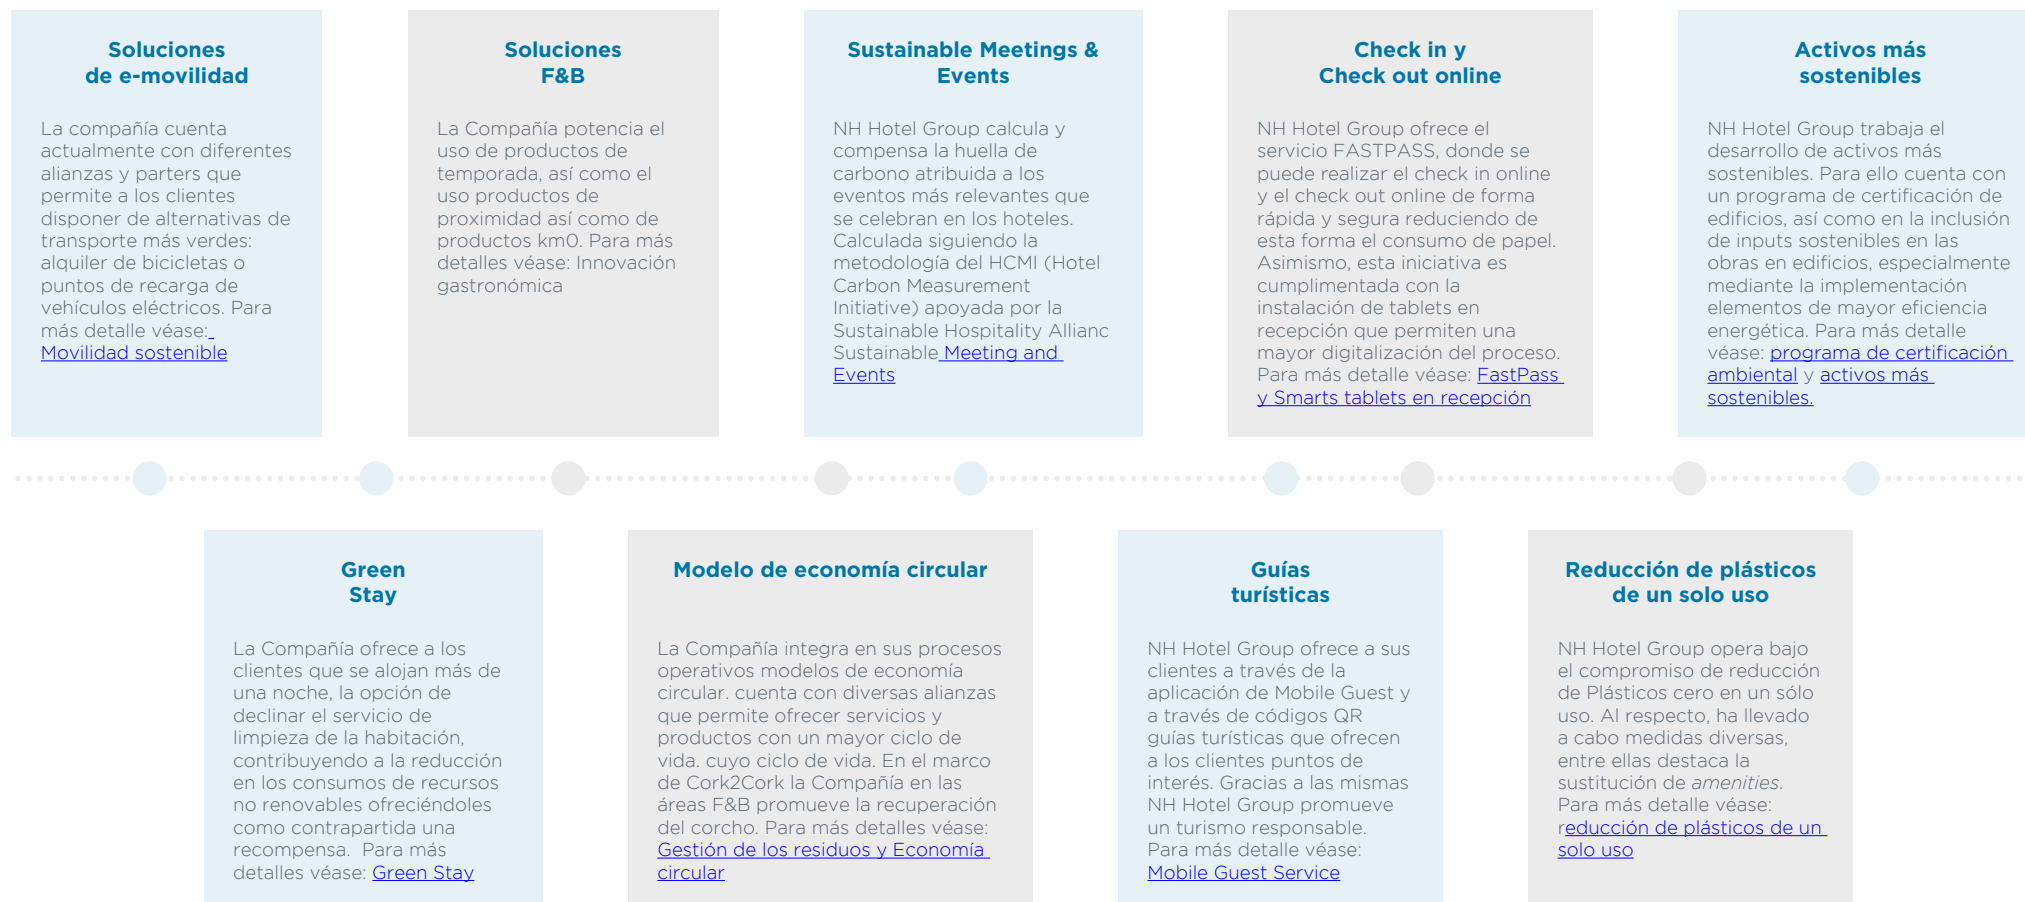 Soluciones
de e-movilidad
La compañía cuenta
actualmente con diferentes
alianzas y parters que
permite a los clientes
disponer de alternativas de
transporte más verdes:
alquiler de bicicletas o
puntos de recarga de
vehículos eléctricos. Para
más detalle véase:
Movilidad sostenible
Soluciones
F&B
La Compañía potencia el
uso de productos de
temporada, así como el
uso productos de
proximidad así como de
productos km0. Para más
detalles véase: Innovación
gastronómica
Sustainable Meetings &
Events
NH Hotel Group calcula y
compensa la huella de
carbono atribuida a los
eventos más relevantes que
se celebran en los hoteles.
Calculada siguiendo la
metodología del HCMI (Hotel
Carbon Measurement
Initiative) apoyada por la
Sustainable Hospitality Allianc
Sustainable Meeting and
Events
Check in y
Check out online
NH Hotel Group ofrece el
servicio FASTPASS, donde se
puede realizar el check in online
y el check out online de forma
rápida y segura reduciendo de
esta forma el consumo de papel.
Asimismo, esta iniciativa es
cumplimentada con la
instalación de tablets en
recepción que permiten una
mayor digitalización del proceso.
Para más detalle véase: FastPass
y Smarts tablets en recepción
Activos más
sostenibles
NH Hotel Group trabaja el
desarrollo de activos más
sostenibles. Para ello cuenta con
un programa de certificación de
edificios, así como en la inclusión
de inputs sostenibles en las
obras en edificios, especialmente
mediante la implementación
elementos de mayor eficiencia
energética. Para más detalle
véase: programa de certificación
ambiental y activos más
sostenibles.
Green
Stay
La Compañía ofrece a los
clientes que se alojan más de
una noche, la opción de
declinar el servicio de
limpieza de la habitación,
contribuyendo a la reducción
en los consumos de recursos
no renovables ofreciéndoles
como contrapartida una
recompensa.  Para más
detalles véase: Green Stay
Modelo de economía circular
La Compañía integra en sus procesos
operativos modelos de economía
circular. cuenta con diversas alianzas
que permite ofrecer servicios y
productos con un mayor ciclo de
vida. cuyo ciclo de vida. En el marco
de Cork2Cork la Compañía en las
áreas F&B promueve la recuperación
del corcho. Para más detalles véase:
Gestión de los residuos y Economía
circular
Guías
turísticas
NH Hotel Group ofrece a sus
clientes a través de la
aplicación de Mobile Guest y
a través de códigos QR
guías turísticas que ofrecen
a los clientes puntos de
interés. Gracias a las mismas
NH Hotel Group promueve
un turismo responsable.
Para más detalle véase:
Mobile Guest Service
Reducción de plásticos
de un solo uso
NH Hotel Group opera bajo
el compromiso de reducción
de Plásticos cero en un sólo
uso. Al respecto, ha llevado
a cabo medidas diversas,
entre ellas destaca la
sustitución de amenities.
Para más detalle véase:
reducción de plásticos de un
solo uso